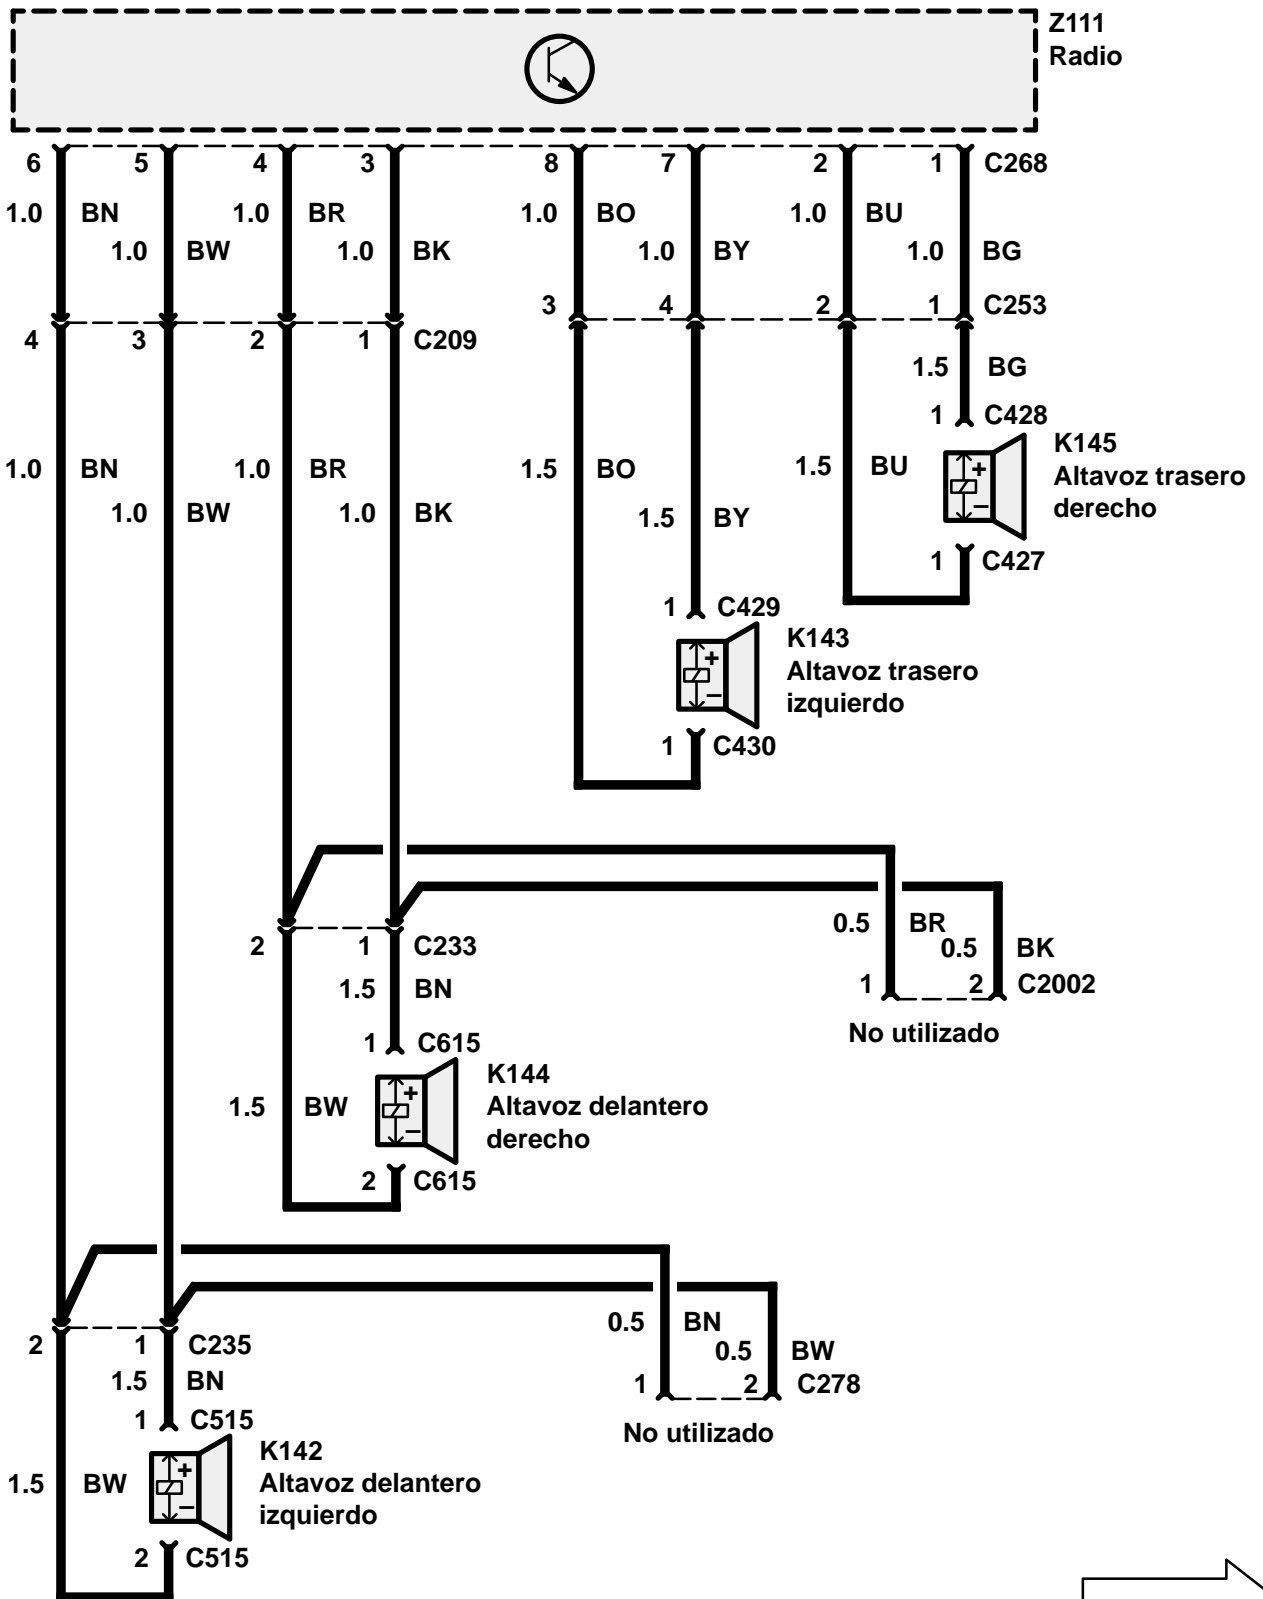 Z111
Radio
6 5 4 3 8 7 2 1 C268
1.0 BN 1.0 BR 1.0 BO 1.0 BU
1.0 BW 1.0 BK 1.0 BY 1.0 BG
3 4 2 1 C253
4 3 2 1 C209
1.5 BG
1 C428
K145
Altavoz trasero
derecho
1.0 BN 1.0 BR 1.5 BO 1.5 BU
1.0 BW 1.0 BK 1.5 BY
+
–
1 C427
1 C429
K143
Altavoz trasero
izquierdo
+
–
1 C430
0.5 BR
0.5 BK
2 1 C233
1 2 C2002
1.5 BN
No utilizado
1 C615
K144
Altavoz delantero
derecho
1.5 BW
+
–
2 C615
0.5 BN
0.5 BW
2 1 C235
1 2 C278
1.5 BN
No utilizado
1 C515
K142
Altavoz delantero
izquierdo
1.5 BW
+
–
2 C515